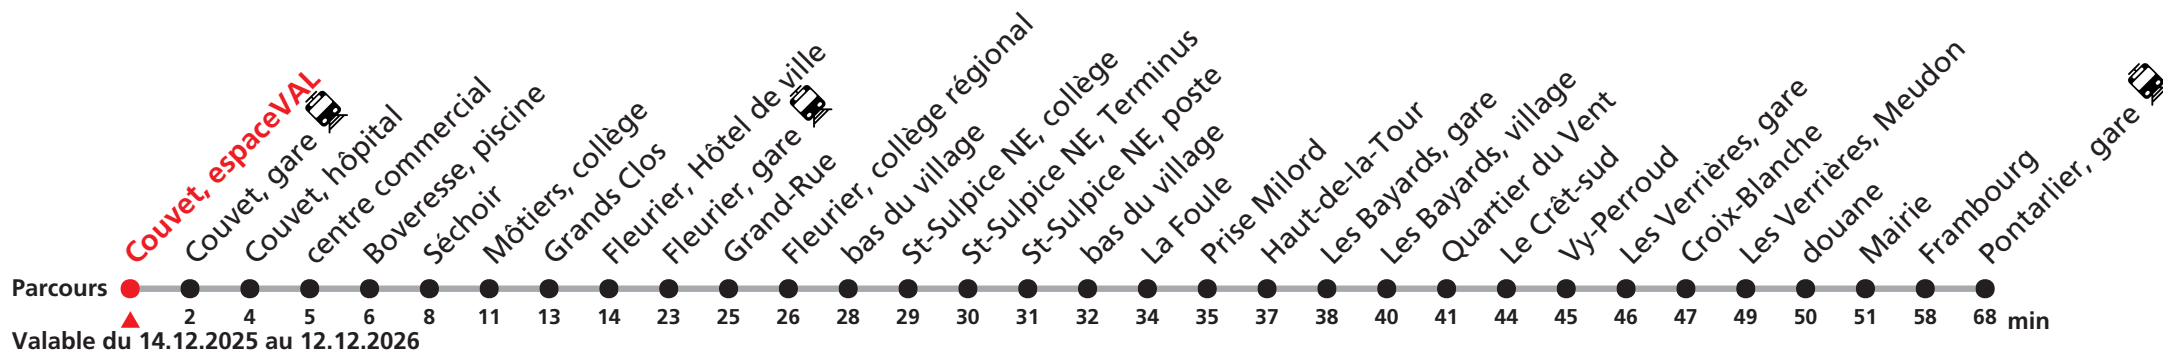 Couvet, espaceVAL
Couvet, gare
Couvet, hôpital
centre commercial
Boveresse, piscine
Séchoir
Môtiers, collège
Grands Clos
Fleurier, Hôtel de ville
Fleurier, gare
Grand-Rue
Fleurier, collège régional
bas du village
St-Sulpice NE, collège
St-Sulpice NE, Terminus
St-Sulpice NE, poste
bas du village
La Foule
Prise Milord
Haut-de-la-Tour
Les Bayards, gare
Les Bayards, village
Quartier du Vent
Le Crêt-sud
Vy-Perroud
Les Verrières, gare
Croix-Blanche
Les Verrières, Meudon
douane
Mairie
Frambourg
Pontarlier, gare
Parcours
2 4 5 6 8 11 13 14 23 25 26 28 29 30 31 32 34 35 37 38 40 41 44 45 46 47 49 50 51 58 68 min
Valable du 14.12.2025 au 12.12.2026